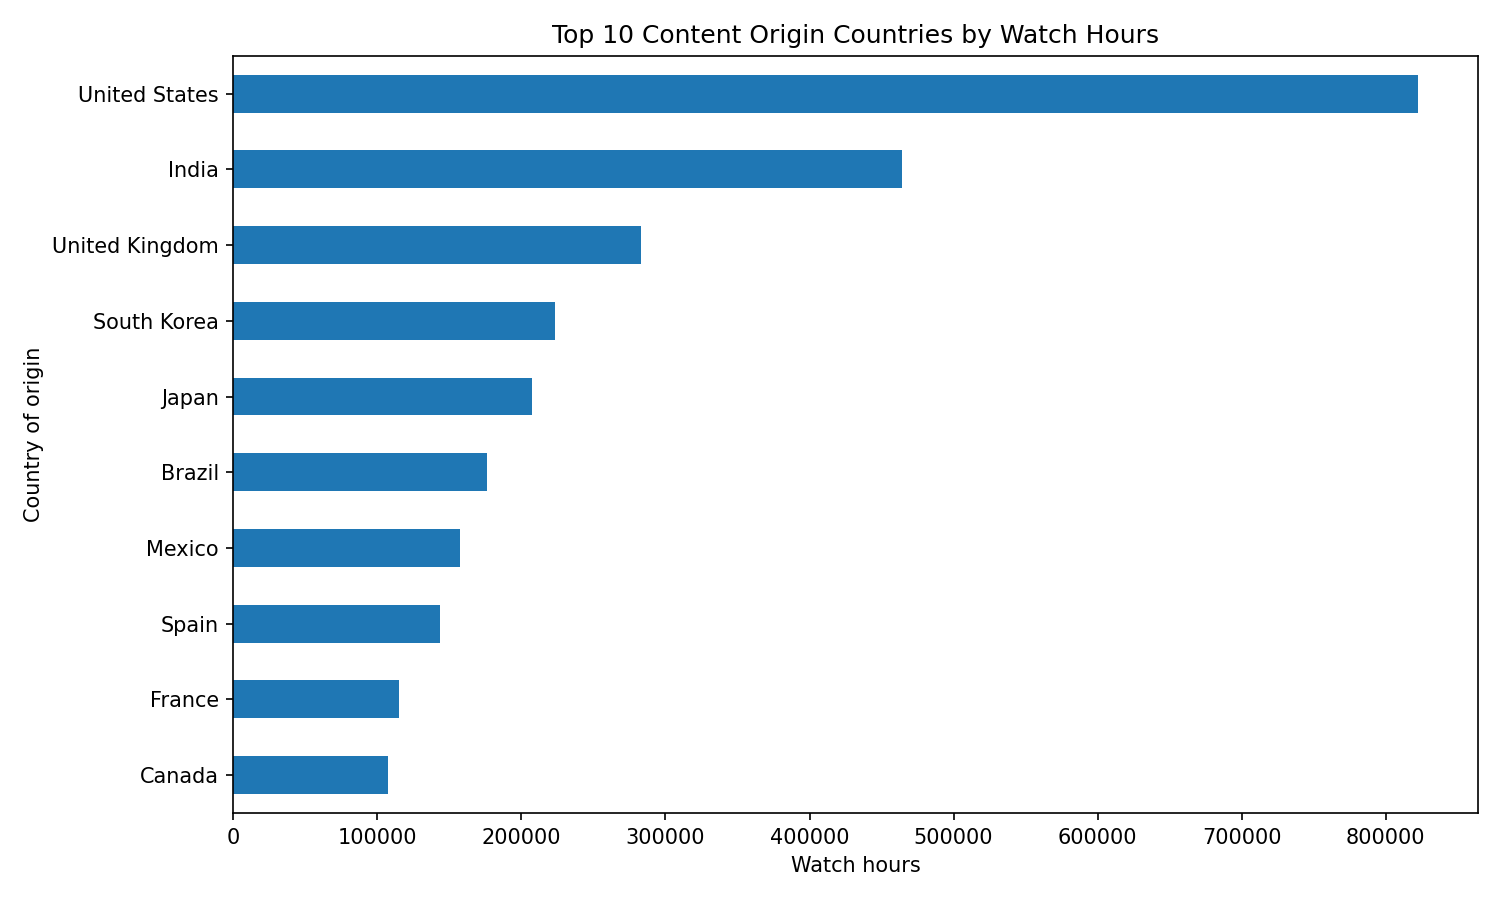 Top 10 Content Origin Countries by Watch Hours
United States
India
United Kingdom
South Korea
Japan
Brazil
Mexico
Spain
France
Canada
Country of origin
0 100000 200000 300000 400000 500000 600000 700000 800000
Watch hours